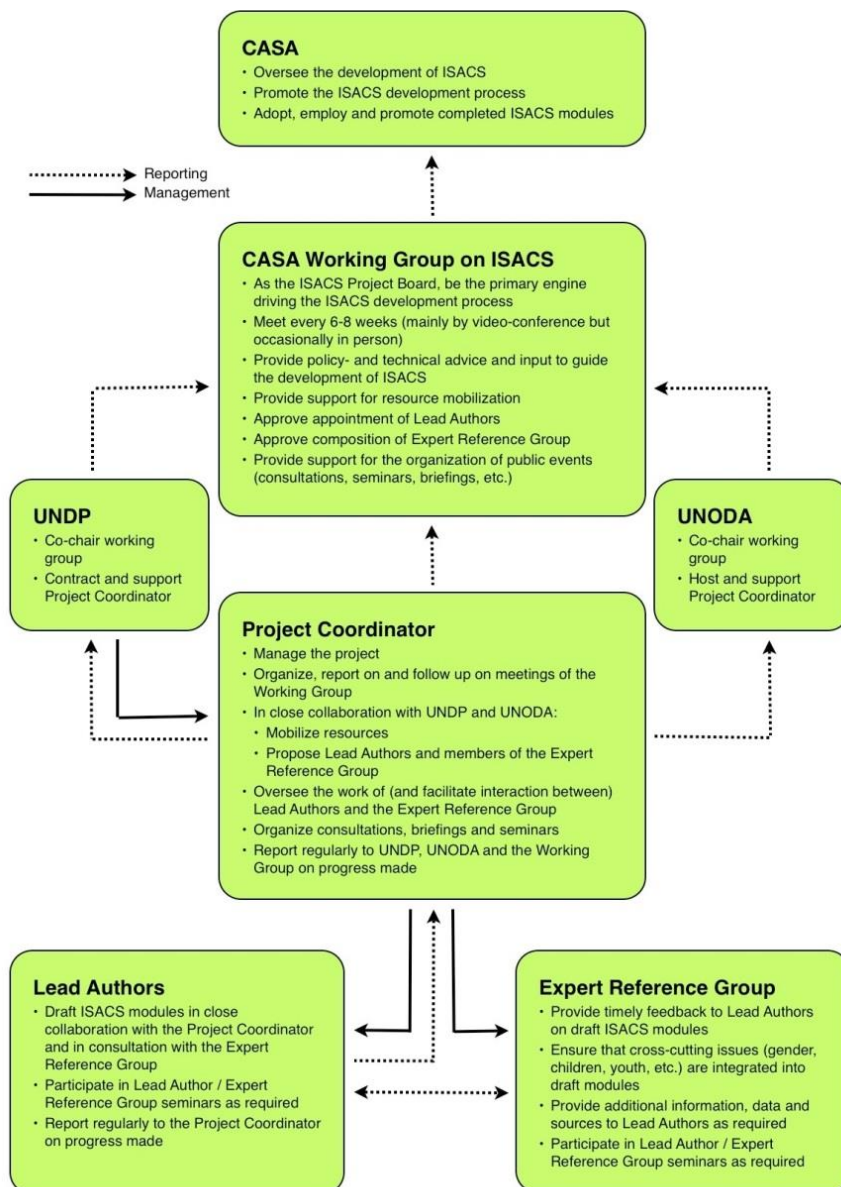 CASA
• Oversee the development of ISACS
• Promote the ISACS development process
• Adopt, employ and promote completed ISACS modules
Reporting
Management
CASA Working Group on ISACS
• As the ISACS Project Board, be the primary engine
driving the ISACS development process
• Meet every 6-8 weeks (mainly by video-conference but
occasionally in person)
• Provide policy- and technical advice and input to guide
the development of ISACS
• Provide support for resource mobilization
• Approve appointment of Lead Authors
• Approve composition of Expert Reference Group
• Provide support for the organization of public events
(consultations, seminars, briefings, etc.)
UNDP
• Co-chair working
group
• Contract and support
Project Coordinator
UNODA
• Co-chair working
group
• Host and support
Project Coordinator
Project Coordinator
• Manage the project
• Organize, report on and follow up on meetings of the
Working Group
• In close collaboration with UNDP and UNODA:
• Mobilize resources
• Propose Lead Authors and members of the Expert
Reference Group
• Oversee the work of (and facilitate interaction between)
Lead Authors and the Expert Reference Group
• Organize consultations, briefings and seminars
• Report regularly to UNDP, UNODA and the Working
Group on progress made
Lead Authors
• Draft ISACS modules in close
collaboration with the Project Coordinator
and in consultation with the Expert
Reference Group
• Participate in Lead Author / Expert
Reference Group seminars as required
• Report regularly to the Project Coordinator
on progress made
Expert Reference Group
• Provide timely feedback to Lead Authors
on draft ISACS modules
• Ensure that cross-cutting issues (gender,
children, youth, etc.) are integrated into
draft modules
• Provide additional information, data and
sources to Lead Authors as required
• Participate in Lead Author / Expert
Reference Group seminars as required